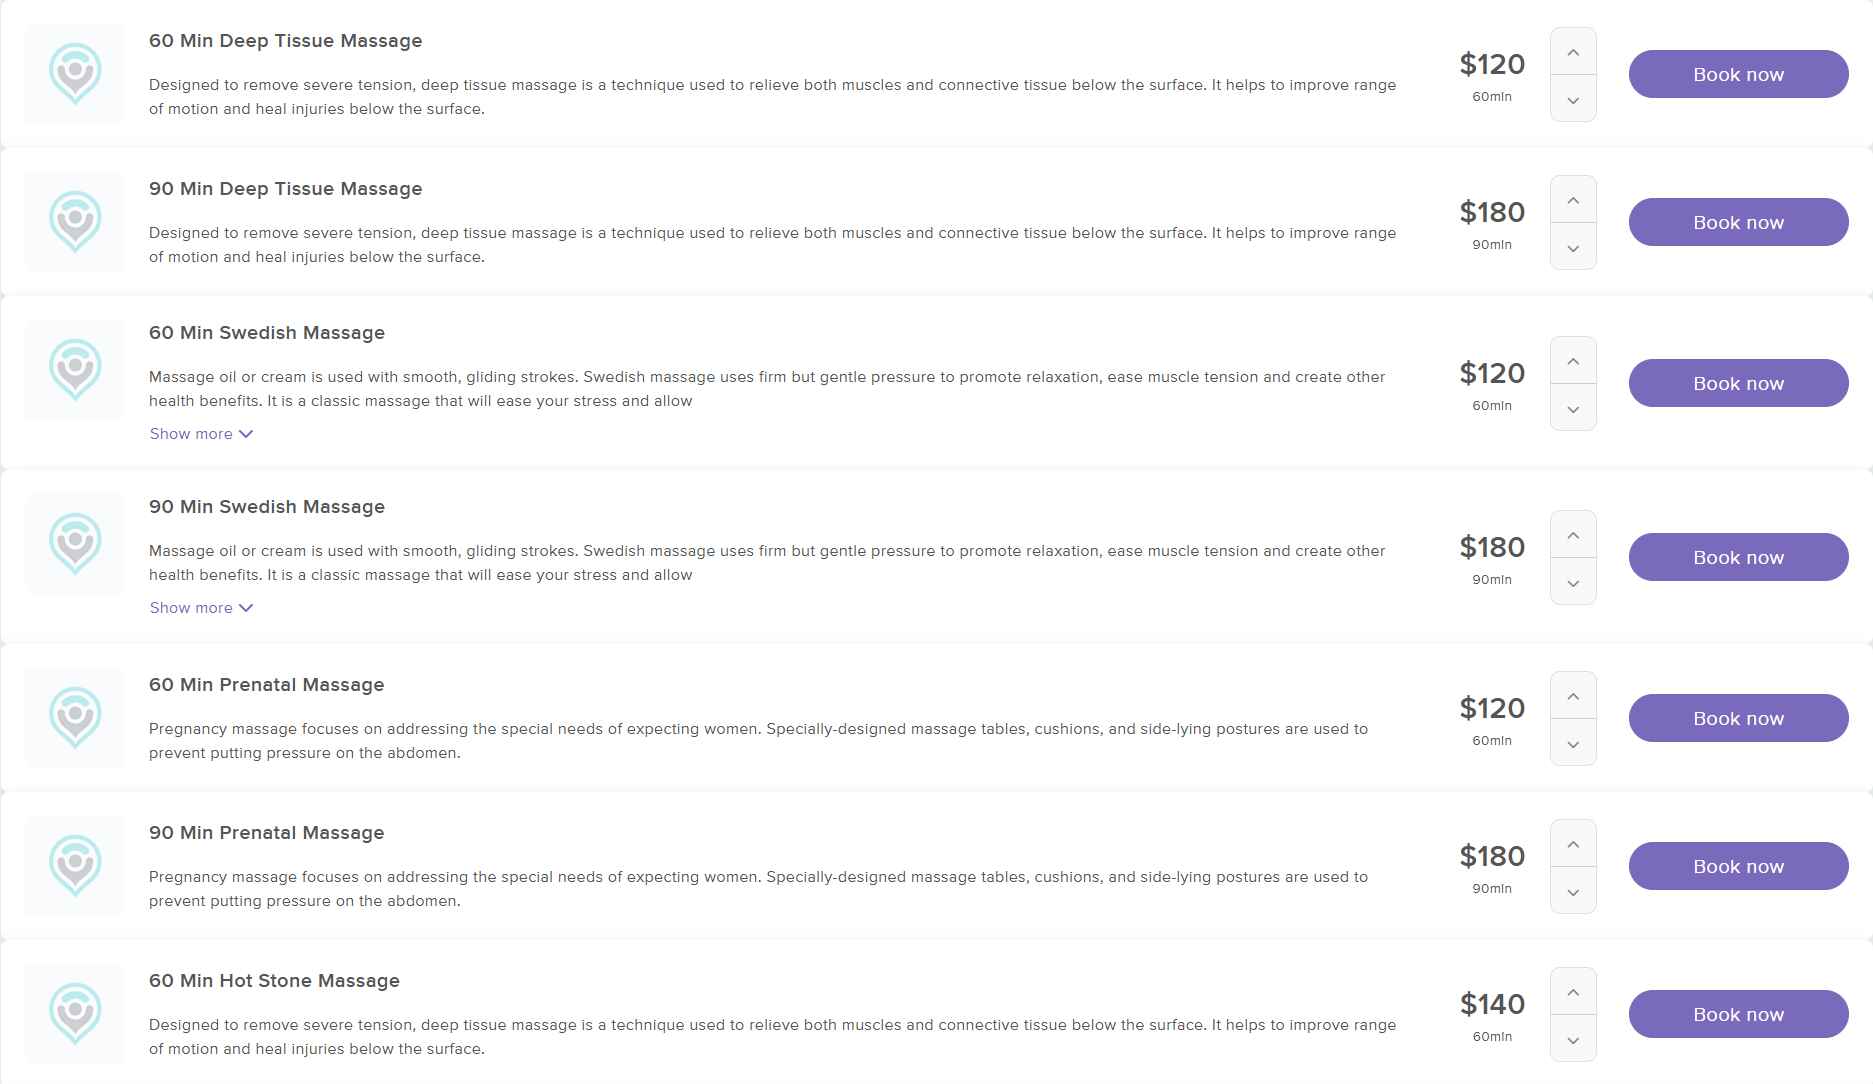 60 Min Deep Tissue Massage
Designed to remove severe tension, deep tissue massage is a technique used to relieve both muscles and connective tissue below the surface. It helps to improve range
of motion and heal injuries below the surface.
$120
60min
Book now
90 Min Deep Tissue Massage
Designed to remove severe tension, deep tissue massage is a technique used to relieve both muscles and connective tissue below the surface. It helps to improve range
of motion and heal injuries below the surface.
$180
90min
Book now
60 Min Swedish Massage
Massage oil or cream is used with smooth, gliding strokes. Swedish massage uses firm but gentle pressure to promote relaxation, ease muscle tension and create other
health benefits. It is a classic massage that will ease your stress and allow
Show more
$120
60min
Book now
90 Min Swedish Massage
Massage oil or cream is used with smooth, gliding strokes. Swedish massage uses firm but gentle pressure to promote relaxation, ease muscle tension and create other
health benefits. It is a classic massage that will ease your stress and allow
Show more
$180
90min
Book now
60 Min Prenatal Massage
Pregnancy massage focuses on addressing the special needs of expecting women. Specially-designed massage tables, cushions, and side-lying postures are used to
prevent putting pressure on the abdomen.
$120
60min
Book now
90 Min Prenatal Massage
Pregnancy massage focuses on addressing the special needs of expecting women. Specially-designed massage tables, cushions, and side-lying postures are used to
prevent putting pressure on the abdomen.
$180
90min
Book now
60 Min Hot Stone Massage
Designed to remove severe tension, deep tissue massage is a technique used to relieve both muscles and connective tissue below the surface. It helps to improve range
of motion and heal injuries below the surface.
$140
60min
Book now